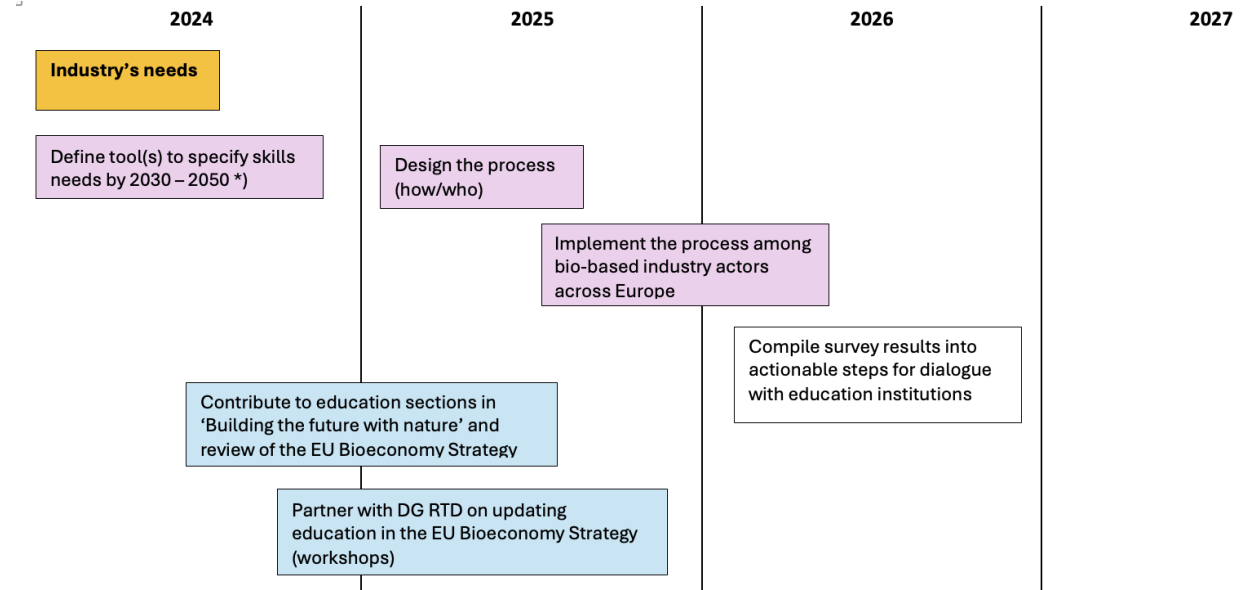 2024 2025 2026 2027
Industry’s needs
Define tool(s) to specify skills
needs by 2030 – 2050 *)
Design the process
(how/who)
Implement the process among
bio-based industry actors
across Europe
Compile survey results into
actionable steps for dialogue
with education institutions
Contribute to education sections in
‘Building the future with nature’ and
review of the EU Bioeconomy Strategy
Partner with DG RTD on updating
education in the EU Bioeconomy Strategy
(workshops)